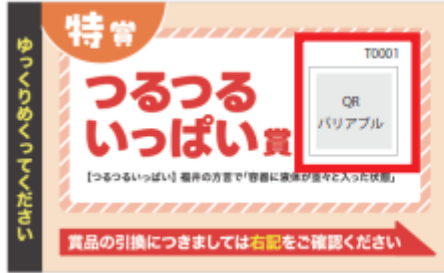 ゆっくりめくってください
特賞
T0001
QR
バリアブル
つるつる
いっぱい賞
【つるつるいっぱい】福井の方言で「容器に液体が並々と入った状態」
賞品の引換につきましては右記をご確認ください